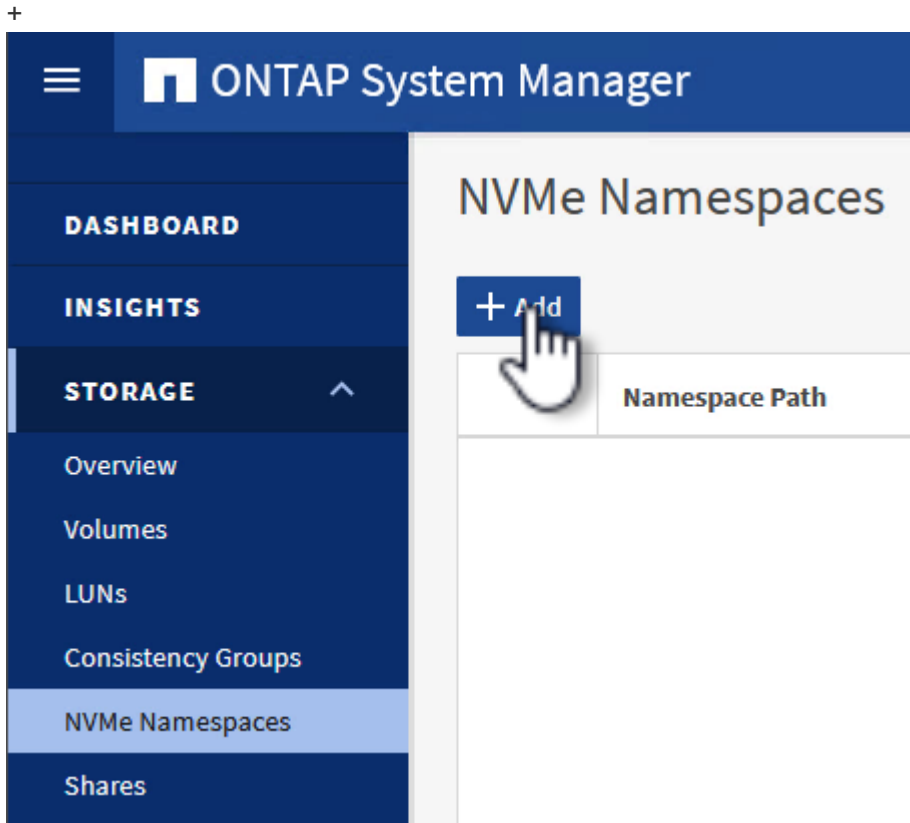 +
ONTAP System Manager
DASHBOARD
INSIGHTS
STORAGE
Overview
Volumes
LUNs
Consistency Groups
NVMe Namespaces
Shares
NVMe Namespaces
+ Add
Namespace Path